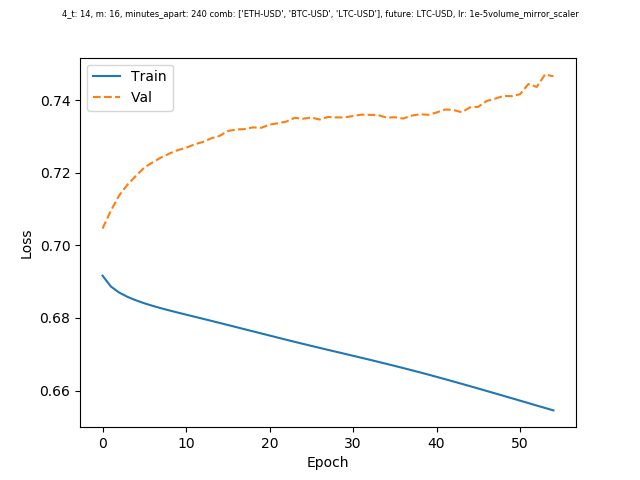 4_t: 14, m: 16, minutes_apart: 240 comb: ['ETH-USD', 'BTC-USD', 'LTC-USD'], future: LTC-USD, lr: 1e-5volume_mirror_scaler
Train
Val
0.74
0.72
0.70
0.68
0.66
Loss
0 10 20 30 40 50
Epoch